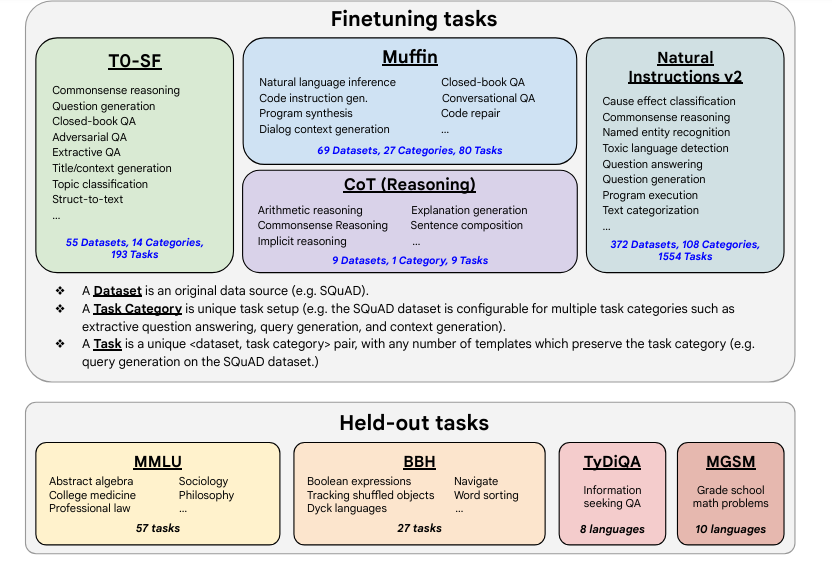 Finetuning tasks
T0-SF
Commonsense reasoning
Question generation
Closed-book QA
Adversarial QA
Extractive QA
Title/context generation
Topic classification
Struct-to-text
...
55 Datasets, 14 Categories,
193 Tasks
Muffin
Natural language inference
Code instruction gen.
Program synthesis
Dialog context generation
Closed-book QA
Conversational QA
Code repair
...
69 Datasets, 27 Categories, 80 Tasks
CoT (Reasoning)
Arithmetic reasoning
Commonsense Reasoning
Implicit reasoning
Explanation generation
Sentence composition
...
9 Datasets, 1 Category, 9 Tasks
Natural
Instructions v2
Cause effect classification
Commonsense reasoning
Named entity recognition
Toxic language detection
Question answering
Question generation
Program execution
Text categorization
...
372 Datasets, 108 Categories,
1554 Tasks
❖ A Dataset is an original data source (e.g. SQuAD).
❖ A Task Category is unique task setup (e.g. the SQuAD dataset is configurable for multiple task categories such as
extractive question answering, query generation, and context generation).
❖ A Task is a unique <dataset, task category> pair, with any number of templates which preserve the task category (e.g.
query generation on the SQuAD dataset.)
Held-out tasks
MMLU
Abstract algebra
College medicine
Professional law
Sociology
Philosophy
...
57 tasks
BBH
Boolean expressions
Tracking shuffled objects
Dyck languages
Navigate
Word sorting
...
27 tasks
TyDiQA
Information
seeking QA
8 languages
MGSM
Grade school
math problems
10 languages